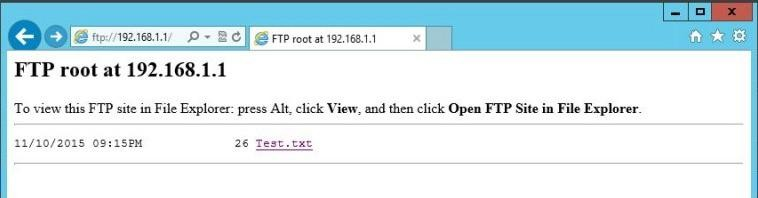 ftp://192.168.1.1/
FTP root at 192.168.1.1
FTP root at 192.168.1.1
To view this FTP site in File Explorer: press Alt, click View, and then click Open FTP Site in File Explorer.
11/10/2015 09:15PM 26 Test.txt